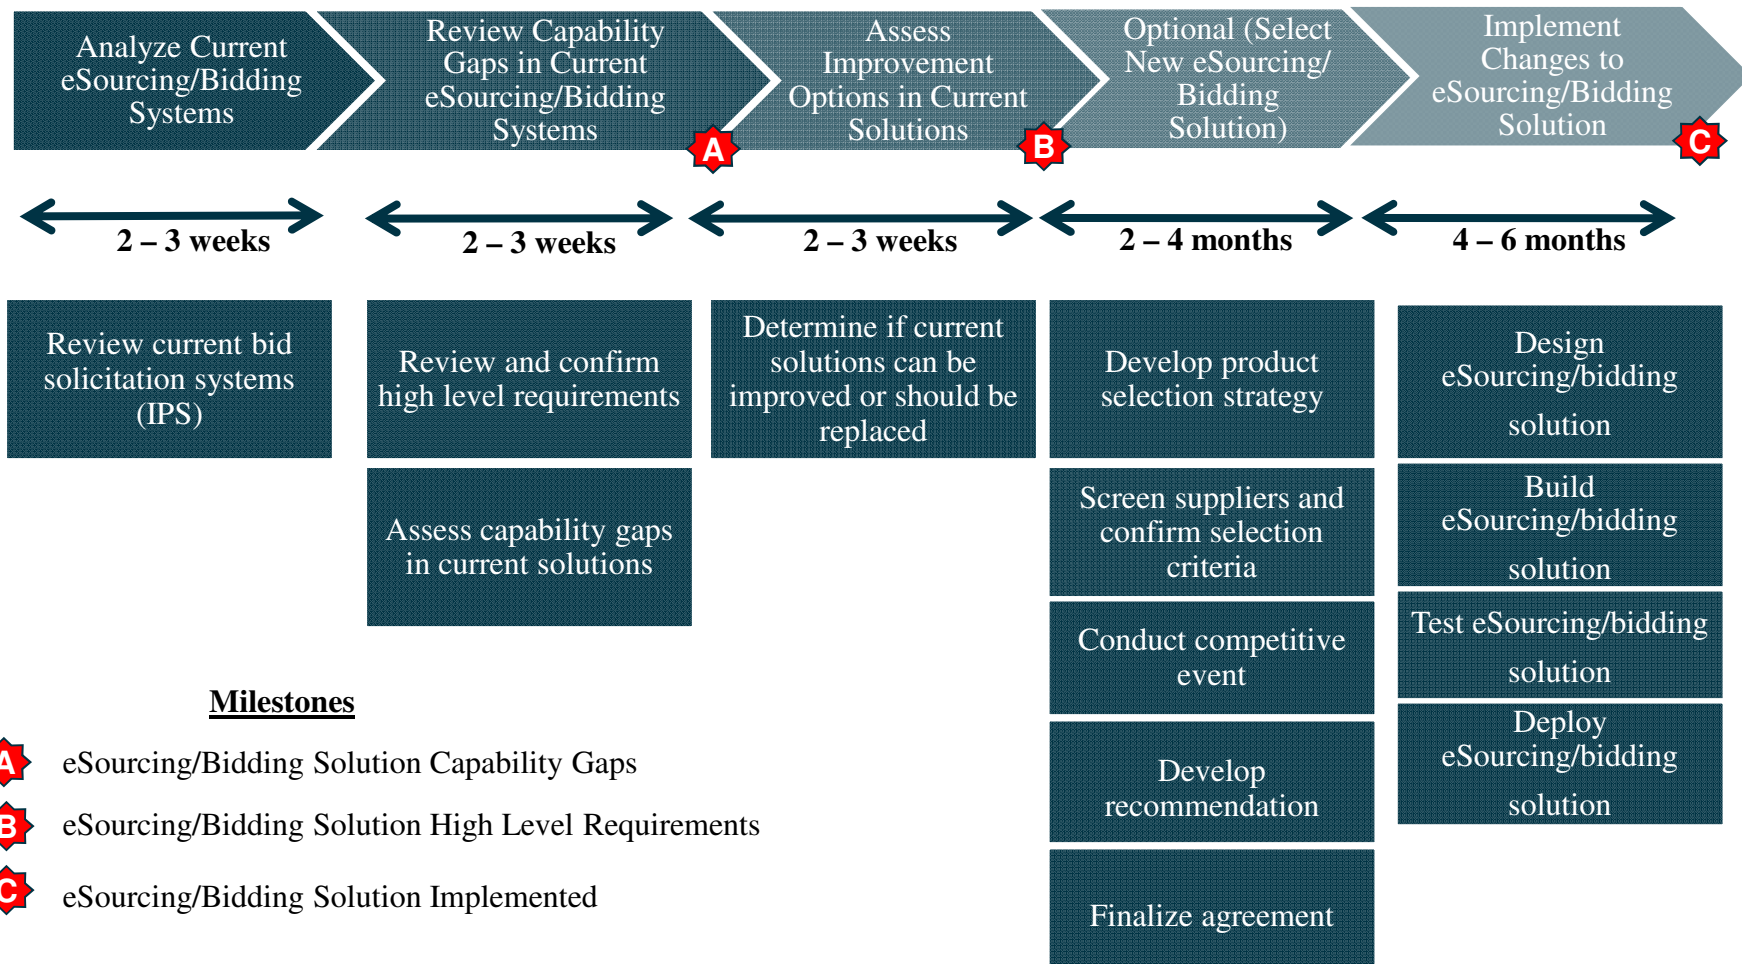 Analyze Current
eSourcing/Bidding
Systems
Review Capability
Gaps in Current
eSourcing/Bidding
Systems
A
Assess
Improvement
Options in Current
Solutions
B
Optional (Select
New eSourcing/
Bidding
Solution)
Implement
Changes to
eSourcing/Bidding
Solution
C
2 – 3 weeks
2 – 3 weeks
2 – 3 weeks
2 – 4 months
4 – 6 months
Review current bid
solicitation systems
(IPS)
Review and confirm
high level requirements
Assess capability gaps
in current solutions
Determine if current
solutions can be
improved or should be
replaced
Develop product
selection strategy
Screen suppliers and
confirm selection
criteria
Conduct competitive
event
Develop
recommendation
Finalize agreement
Design
eSourcing/bidding
solution
Build
eSourcing/bidding
solution
Test eSourcing/bidding
solution
Deploy
eSourcing/bidding
solution
Milestones
A eSourcing/Bidding Solution Capability Gaps
B eSourcing/Bidding Solution High Level Requirements
C eSourcing/Bidding Solution Implemented